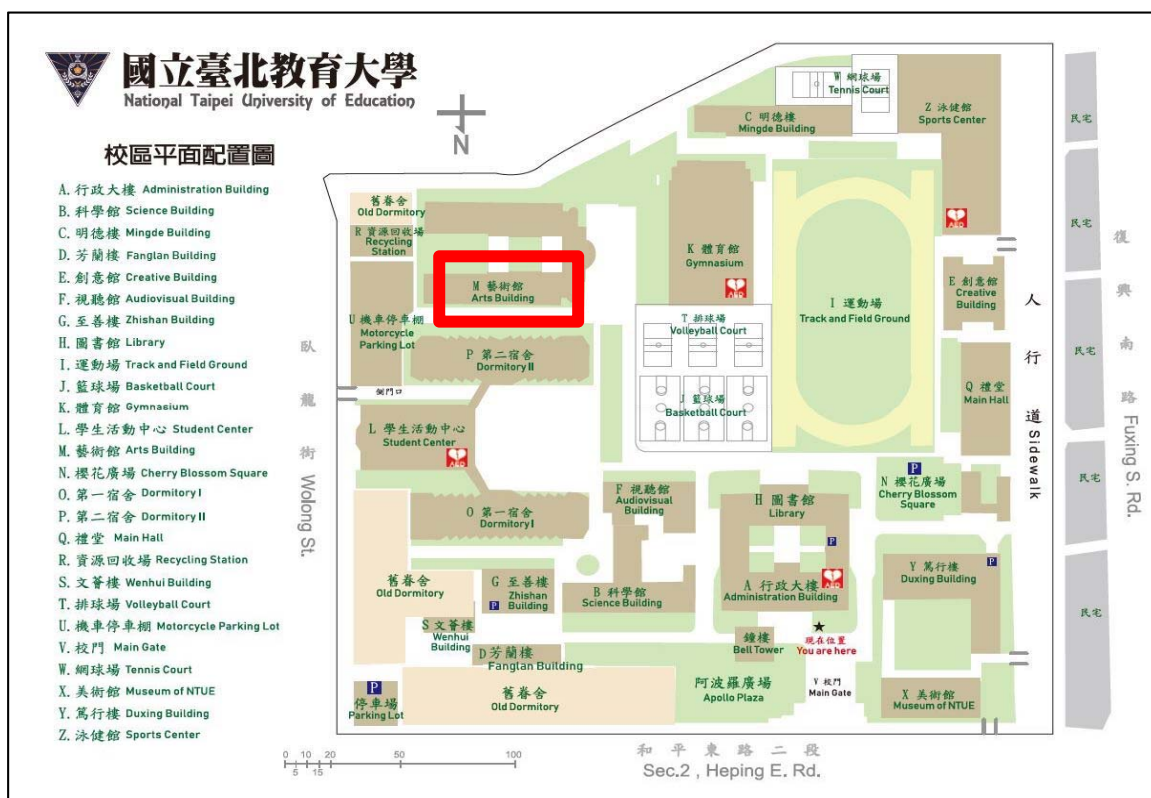 國立臺北教育大學
National Taipei University of Education
N
校區平面配置圖
A. 行政大樓 Administration Building
B. 科學館 Science Building
C. 明德樓 Mingde Building
D. 芳蘭樓 Fanglan Building
E. 創意館 Creative Building
F. 視聽館 Audiovisual Building
G. 至善樓 Zhishan Building
H. 圖書館 Library
I. 運動場 Track and Field Ground
J. 籃球場 Basketball Court
K. 體育館 Gymnasium
L. 學生活動中心 Student Center
M. 藝術館 Arts Building
N. 櫻花廣場 Cherry Blossom Square
O. 第一宿舍 Dormitory I
P. 第二宿舍 Dormitory II
Q. 禮堂 Main Hall
R. 資源回收場 Recycling Station
S. 文薈樓 Wenhui Building
T. 排球場 Volleyball Court
U. 機車停車棚 Motorcycle Parking Lot
V. 校門 Main Gate
W. 網球場 Tennis Court
X. 美術館 Museum of NTUE
Y. 篤行樓 Duxing Building
Z. 泳健館 Sports Center
W 網球場
Tennis Court
C 明德樓
Mingde Building
Z 泳健館
Sports Center
民宅
舊眷舍
Old Dormitory
R 資源回收場
Recycling
Station
AED
民宅
復興南路 Fuxing S. Rd.
K 體育館
Gymnasium
AED
M 藝術館
Arts Building
E 創意館
Creative
Building
I 運動場
Track and Field Ground
人行道 Sidewalk
U 機車停車棚
Motorcycle
Parking Lot
T 排球場
Volleyball Court
P 第二宿舍
Dormitory II
民宅
臥龍街 Wolong St.
側門口
Q 禮堂
Main Hall
J 籃球場
Basketball Court
L 學生活動中心
Student Center
AED
P
N 櫻花廣場
Cherry Blossom
Square
民宅
F 視聽館
Audiovisual
Building
H 圖書館
Library
O 第一宿舍
Dormitory I
P
P
Y 篤行樓
Duxing Building
舊眷舍
Old Dormitory
G 至善樓
Zhishan
Building
P
B 科學館
Science Building
A 行政大樓
Administration Building
AED
民宅
S 文薈樓
Wenhui
Building
鐘樓
Bell Tower
現在位置
You are here
D 芳蘭樓
Fanglan Building
P
停車場
Parking Lot
舊眷舍
Old Dormitory
阿波羅廣場
Apollo Plaza
V 校門
Main Gate
X 美術館
Museum of NTUE
0 10 20 50 100
5 15
和平東路二段
Sec.2 , Heping E. Rd.